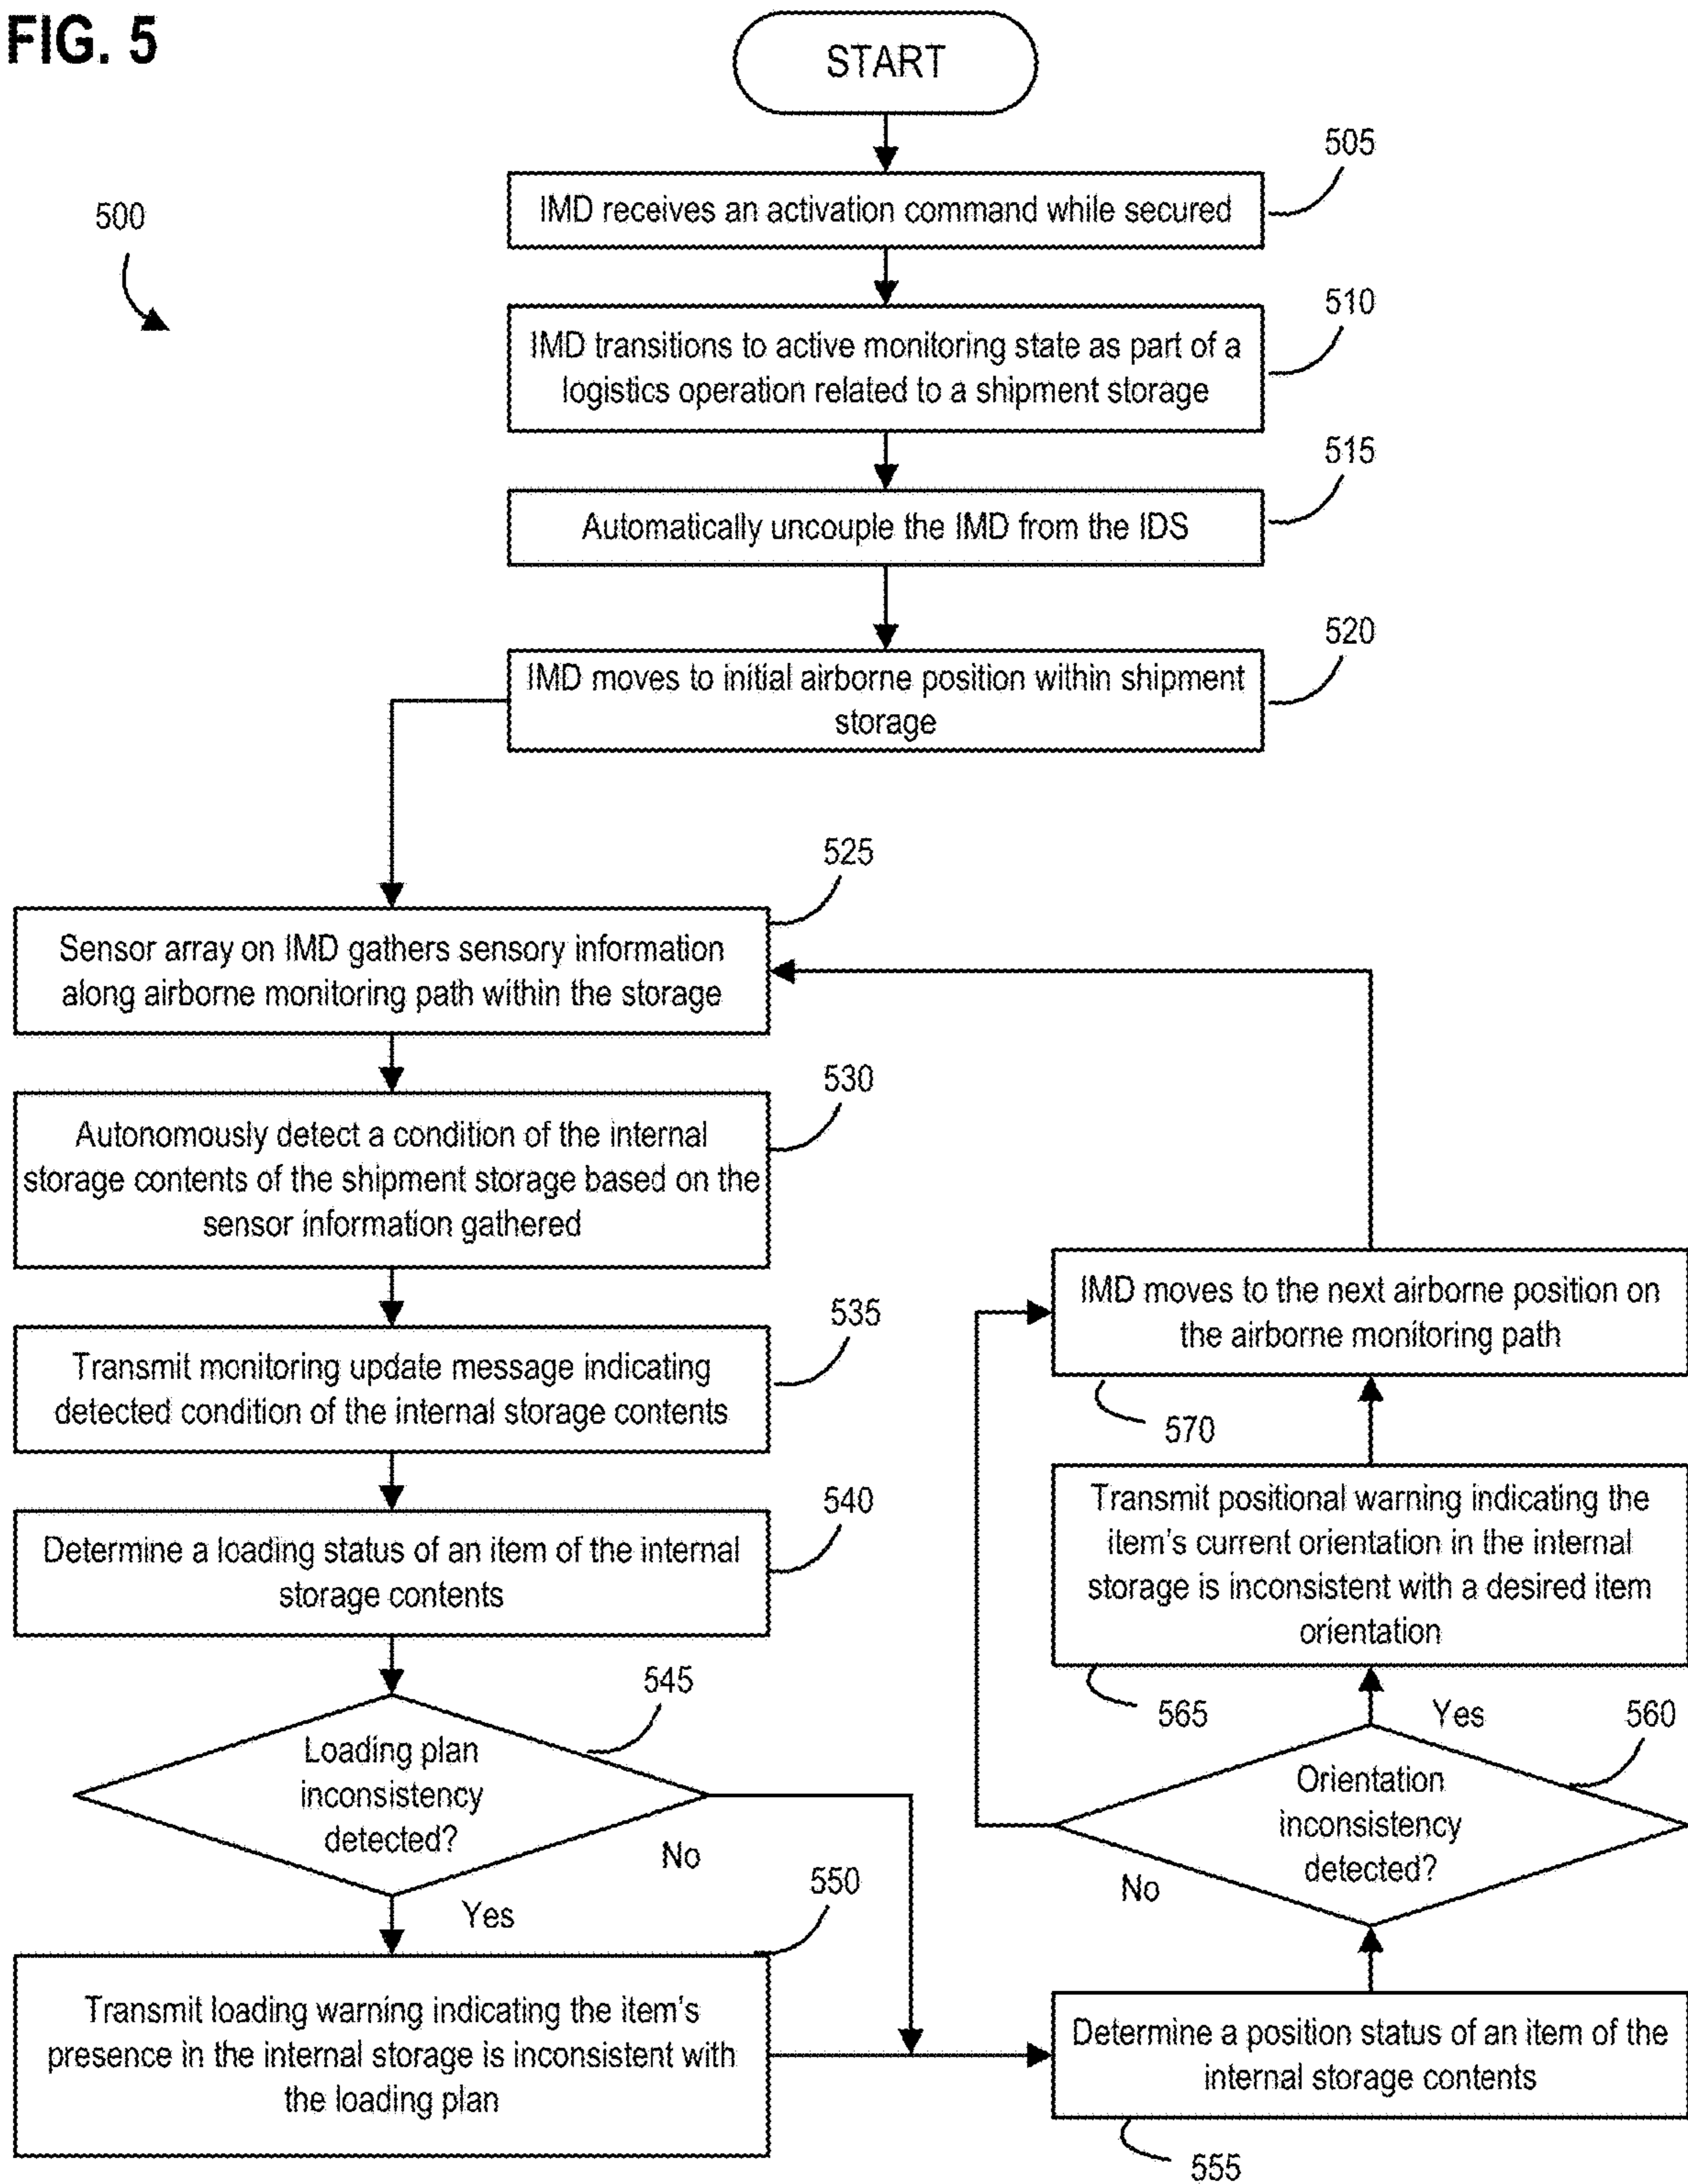 FIG. 5
START
500
505
IMD receives an activation command while secured
510
IMD transitions to active monitoring state as part of a
logistics operation related to a shipment storage
515
Automatically uncouple the IMD from the IDS
520
IMD moves to initial airborne position within shipment
storage
525
Sensor array on IMD gathers sensory information
along airborne monitoring path within the storage
530
Autonomously detect a condition of the internal
storage contents of the shipment storage based on the
sensor information gathered
535
Transmit monitoring update message indicating
detected condition of the internal storage contents
540
Determine a loading status of an item of the internal
storage contents
545
Loading plan
inconsistency
detected?
No
Yes
550
Transmit loading warning indicating the item's
presence in the internal storage is inconsistent with
the loading plan
Determine a position status of an item of the
internal storage contents
555
560
Orientation
inconsistency
detected?
No
Yes
565
Transmit positional warning indicating the
item's current orientation in the internal
storage is inconsistent with a desired item
orientation
570
IMD moves to the next airborne position on
the airborne monitoring path